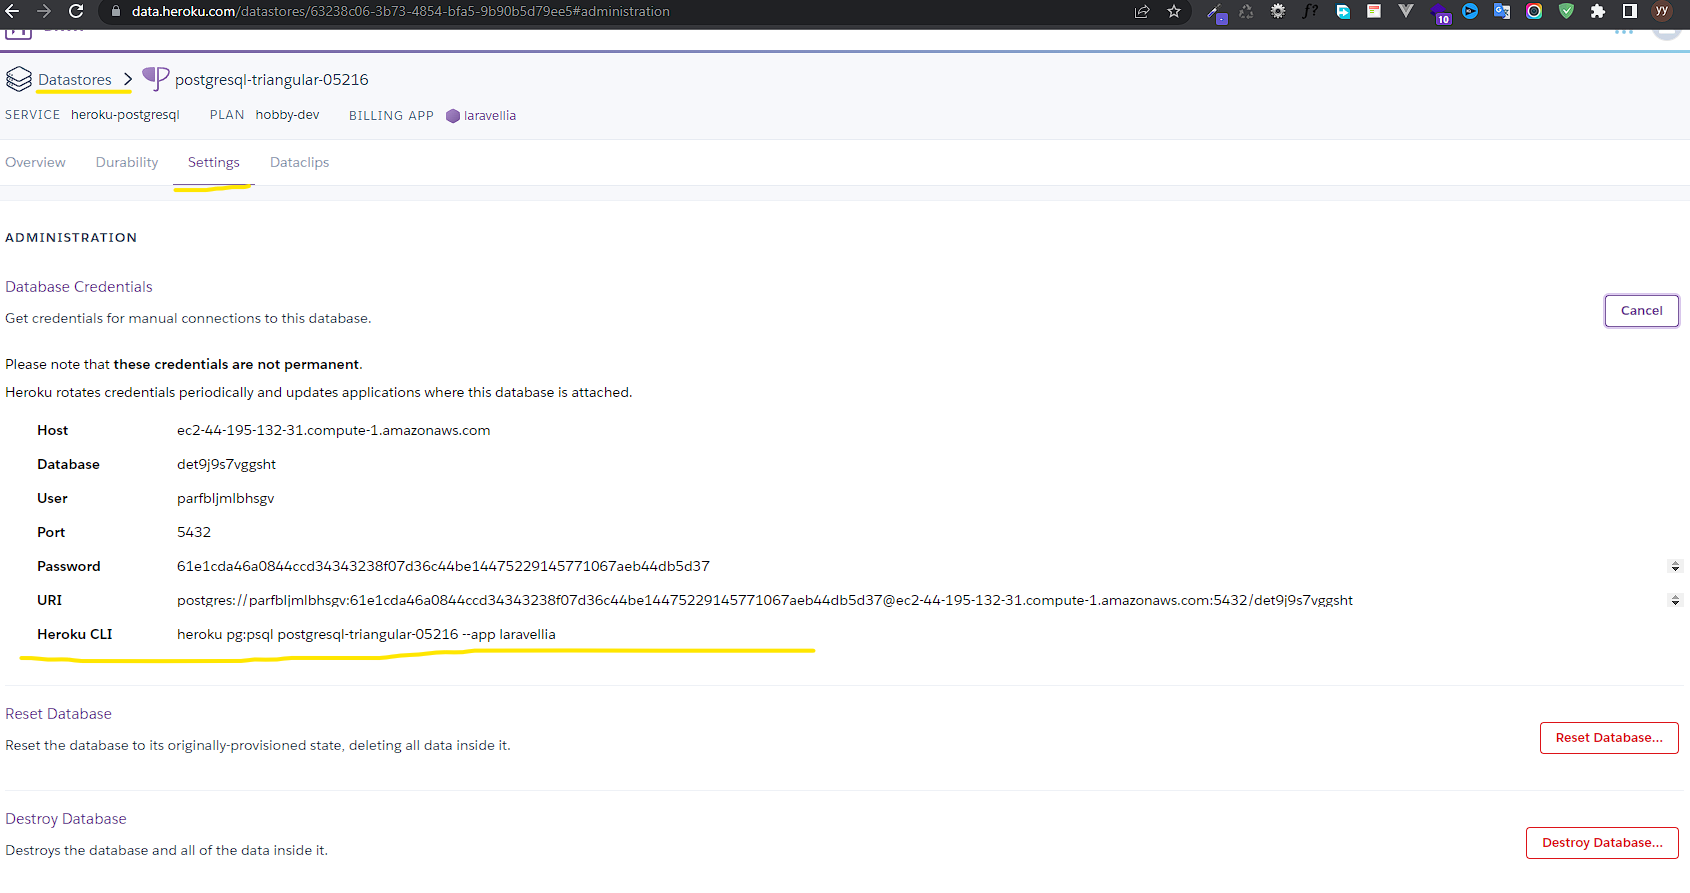 data.heroku.com/datastores/63238c06-3b73-4854-bfa5-9b90b5d79ee5#administration
f?
10
yy
Datastores > postgresql-triangular-05216
SERVICE heroku-postgresql PLAN hobby-dev BILLING APP laravellia
Overview Durability Settings Dataclips
ADMINISTRATION
Database Credentials
Get credentials for manual connections to this database.
Cancel
Please note that these credentials are not permanent.
Heroku rotates credentials periodically and updates applications where this database is attached.
Host ec2-44-195-132-31.compute-1.amazonaws.com
Database det9j9s7vggsht
User parfbljmlbhsgv
Port 5432
Password 61e1cda46a0844ccd34343238f07d36c44be14475229145771067aeb44db5d37
URI postgres://parfbljmlbhsgv:61e1cda46a0844ccd34343238f07d36c44be14475229145771067aeb44db5d37@ec2-44-195-132-31.compute-1.amazonaws.com:5432/det9j9s7vggsht
Heroku CLI heroku pg:psql postgresql-triangular-05216 --app laravellia
Reset Database
Reset the database to its originally-provisioned state, deleting all data inside it.
Reset Database...
Destroy Database
Destroys the database and all of the data inside it.
Destroy Database...